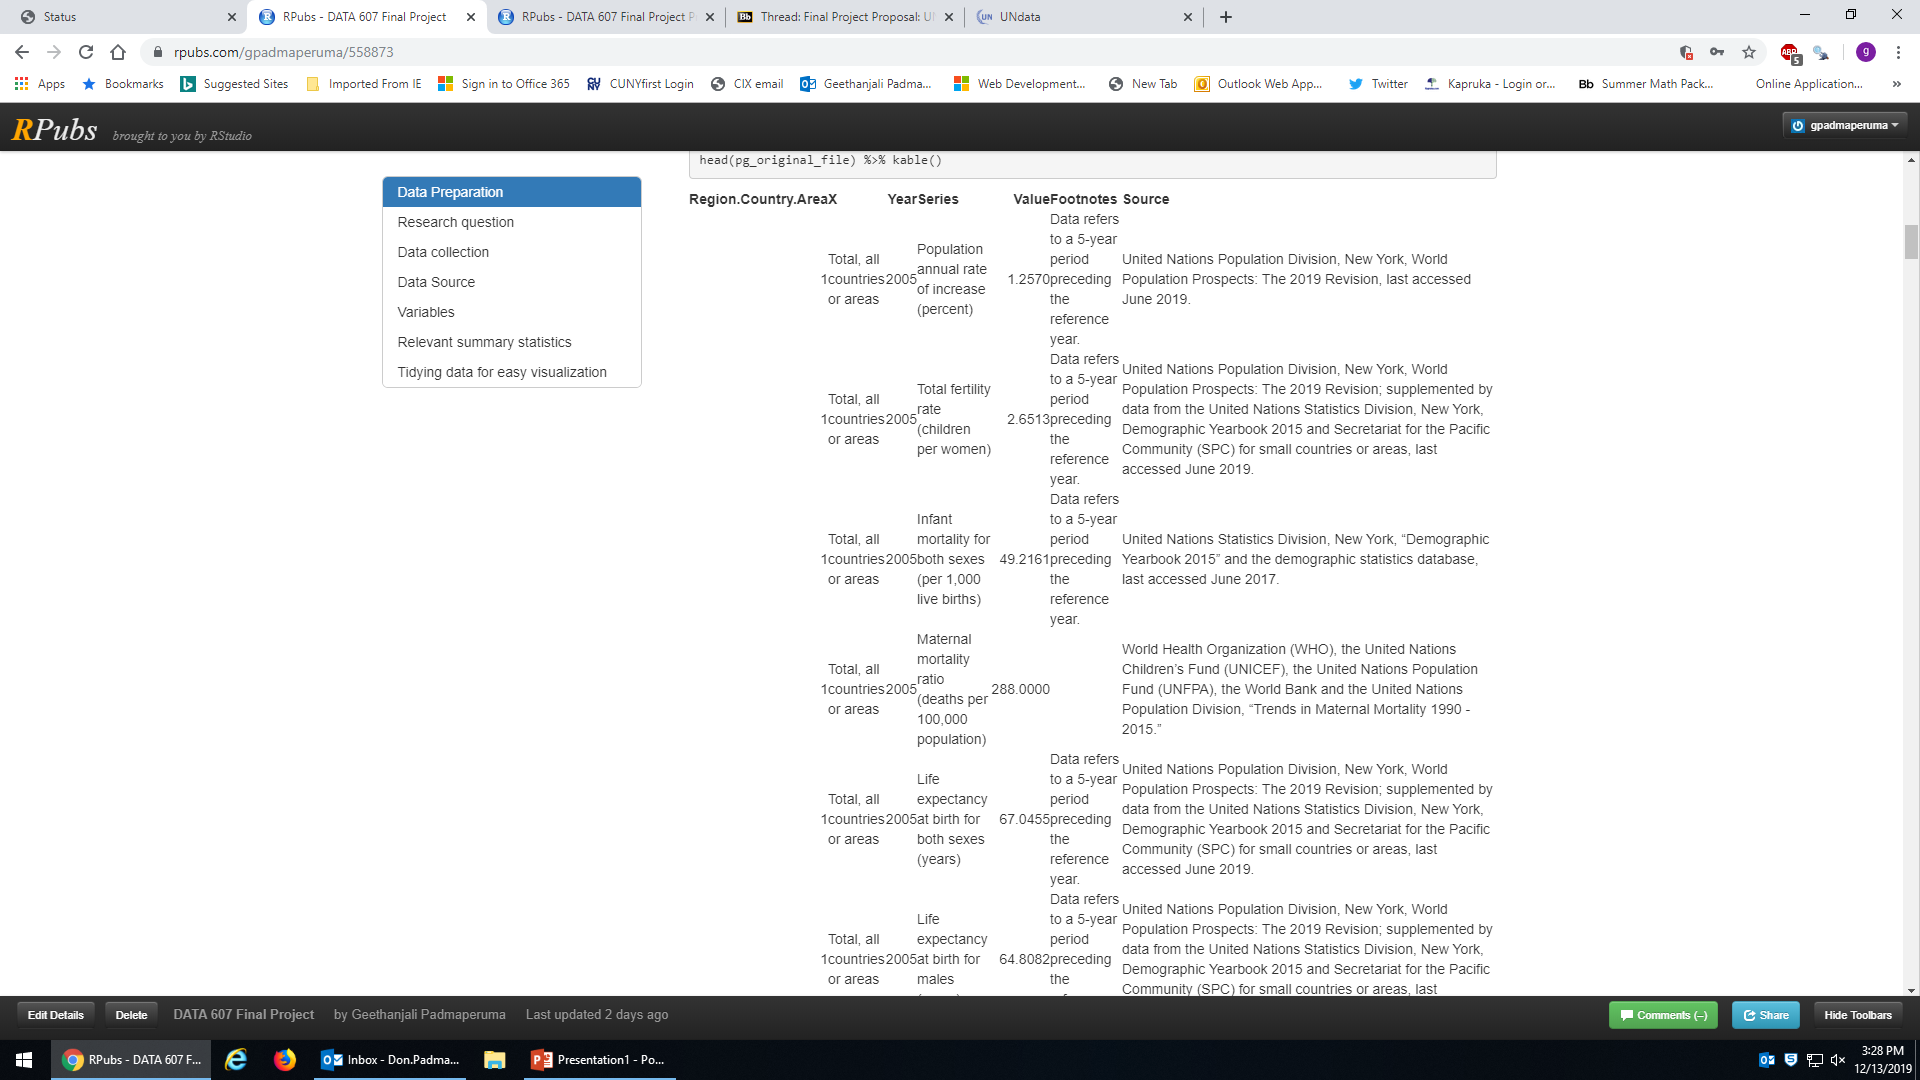 Status
RPubs - DATA 607 Final Project
RPubs - DATA 607 Final Project P
Bb Thread: Final Project Proposal: U
UN UNdata
rpubs.com/gpadmaperuma/558873
ABP 5 g
Apps Bookmarks Suggested Sites Imported From IE Sign in to Office 365 CUNYfirst Login CIX email Geethanjali Padma... Web Development... New Tab Outlook Web App... Twitter Kapruka - Login or... Bb Summer Math Pack... Online Application... »
RPubs brought to you by RStudio
gpadmaperuma
Data Preparation
Research question
Data collection
Data Source
Variables
Relevant summary statistics
Tidying data for easy visualization
head(pg_original_file) %>% kable()
Region.Country.Area X Year Series Value Footnotes Source
1 Total, all
countries
or areas
2005
Population
annual rate
of increase
(percent)
1.2570
Data refers
to a 5-year
period
preceding
the
reference
year.
United Nations Population Division, New York, World
Population Prospects: The 2019 Revision, last accessed
June 2019.
1 Total, all
countries
or areas
2005
Total fertility
rate
(children
per women)
2.6513
Data refers
to a 5-year
period
preceding
the
reference
year.
United Nations Population Division, New York, World
Population Prospects: The 2019 Revision; supplemented by
data from the United Nations Statistics Division, New York,
Demographic Yearbook 2015 and Secretariat for the Pacific
Community (SPC) for small countries or areas, last
accessed June 2019.
1 Total, all
countries
or areas
2005
Infant
mortality for
both sexes
(per 1,000
live births)
49.2161
Data refers
to a 5-year
period
preceding
the
reference
year.
United Nations Statistics Division, New York, “Demographic
Yearbook 2015” and the demographic statistics database,
last accessed June 2017.
1 Total, all
countries
or areas
2005
Maternal
mortality
ratio
(deaths per
100,000
population)
288.0000
World Health Organization (WHO), the United Nations
Children’s Fund (UNICEF), the United Nations Population
Fund (UNFPA), the World Bank and the United Nations
Population Division, “Trends in Maternal Mortality 1990 -
2015.”
1 Total, all
countries
or areas
2005
Life
expectancy
at birth for
both sexes
(years)
67.0455
Data refers
to a 5-year
period
preceding
the
reference
year.
United Nations Population Division, New York, World
Population Prospects: The 2019 Revision; supplemented by
data from the United Nations Statistics Division, New York,
Demographic Yearbook 2015 and Secretariat for the Pacific
Community (SPC) for small countries or areas, last
accessed June 2019.
1 Total, all
countries
or areas
2005
Life
expectancy
at birth for
males
64.8082
Data refers
to a 5-year
period
preceding
the
United Nations Population Division, New York, World
Population Prospects: The 2019 Revision; supplemented by
data from the United Nations Statistics Division, New York,
Demographic Yearbook 2015 and Secretariat for the Pacific
Community (SPC) for small countries or areas, last
Edit Details Delete DATA 607 Final Project by Geethanjali Padmaperuma Last updated 2 days ago Comments (–) Share Hide Toolbars
RPubs - DATA 607 F... Inbox - Don.Padma... Presentation1 - Po...
3:28 PM
12/13/2019